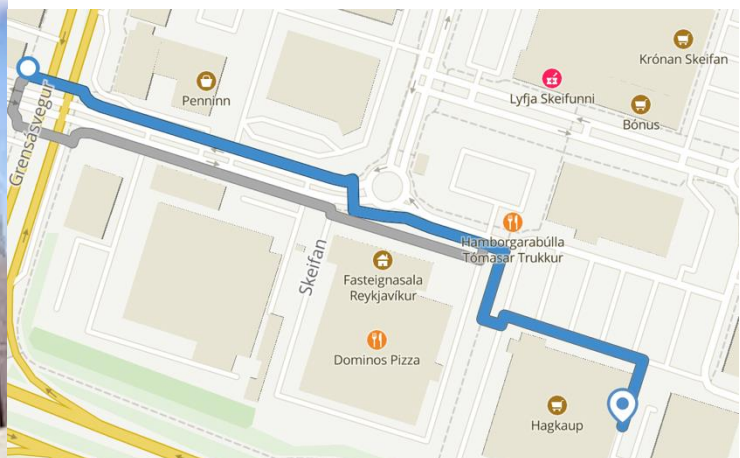 Krónan Skeifan
Penninn
Lyfja Skeifunni
Bónus
Grensásvegur
Hamborgarabúlla
Tómasar Trukkur
Skeifan
Fasteignasala
Reykjavíkur
Dominos Pizza
Hagkaup